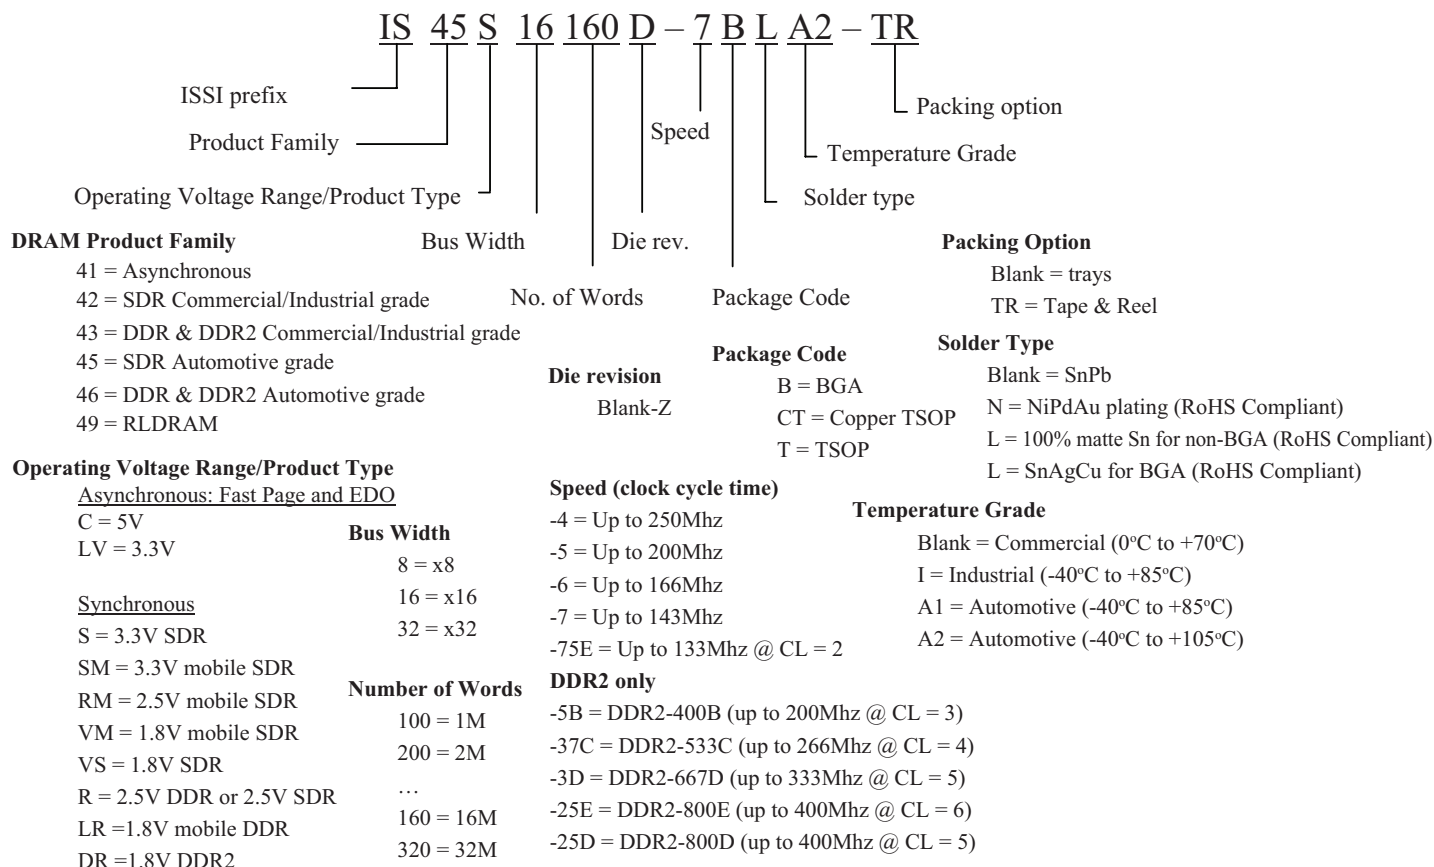 IS 45 S 16 160 D – 7 B L A2 – TR
ISSI prefix
Product Family
Operating Voltage Range/Product Type
Bus Width
No. of Words
Die rev.
Speed
Package Code
Solder type
Temperature Grade
Packing option
DRAM Product Family
41 = Asynchronous
42 = SDR Commercial/Industrial grade
43 = DDR & DDR2 Commercial/Industrial grade
45 = SDR Automotive grade
46 = DDR & DDR2 Automotive grade
49 = RLDRAM
Operating Voltage Range/Product Type
Asynchronous: Fast Page and EDO
C = 5V
LV = 3.3V
Synchronous
S = 3.3V SDR
SM = 3.3V mobile SDR
RM = 2.5V mobile SDR
VM = 1.8V mobile SDR
VS = 1.8V SDR
R = 2.5V DDR or 2.5V SDR
LR =1.8V mobile DDR
DR =1.8V DDR2
Bus Width
8 = x8
16 = x16
32 = x32
Number of Words
100 = 1M
200 = 2M
…
160 = 16M
320 = 32M
Die revision
Blank-Z
Package Code
B = BGA
CT = Copper TSOP
T = TSOP
Speed (clock cycle time)
-4 = Up to 250Mhz
-5 = Up to 200Mhz
-6 = Up to 166Mhz
-7 = Up to 143Mhz
-75E = Up to 133Mhz @ CL = 2
DDR2 only
-5B = DDR2-400B (up to 200Mhz @ CL = 3)
-37C = DDR2-533C (up to 266Mhz @ CL = 4)
-3D = DDR2-667D (up to 333Mhz @ CL = 5)
-25E = DDR2-800E (up to 400Mhz @ CL = 6)
-25D = DDR2-800D (up to 400Mhz @ CL = 5)
Packing Option
Blank = trays
TR = Tape & Reel
Solder Type
Blank = SnPb
N = NiPdAu plating (RoHS Compliant)
L = 100% matte Sn for non-BGA (RoHS Compliant)
L = SnAgCu for BGA (RoHS Compliant)
Temperature Grade
Blank = Commercial (0°C to +70°C)
I = Industrial (-40°C to +85°C)
A1 = Automotive (-40°C to +85°C)
A2 = Automotive (-40°C to +105°C)